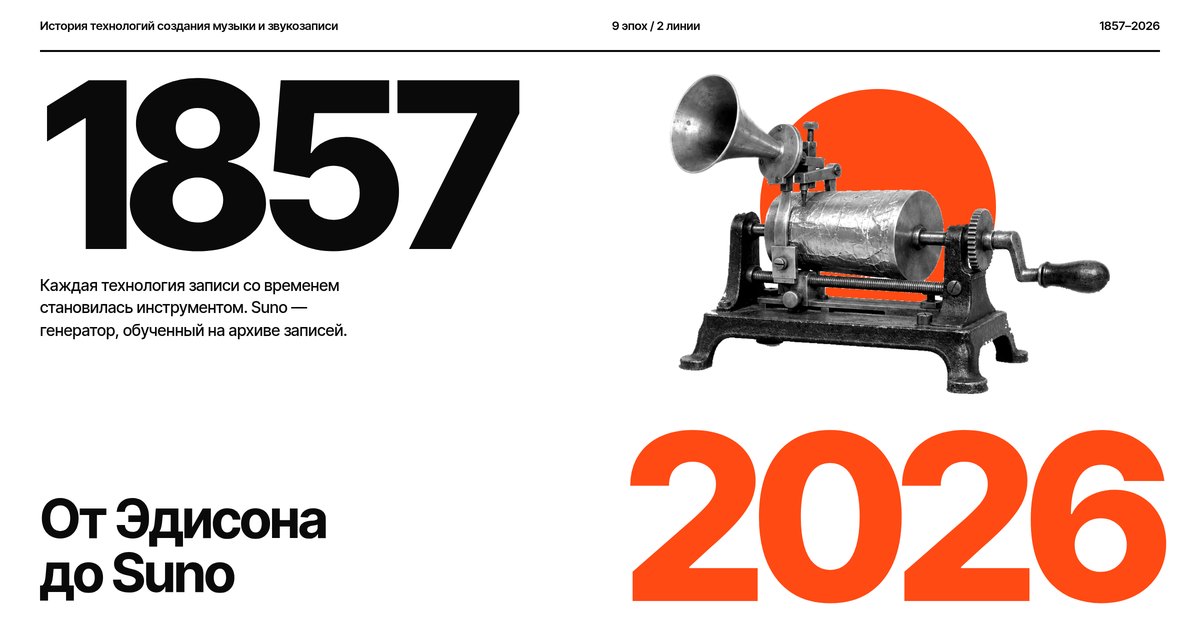 История технологий создания музыки и звукозаписи
9 эпох / 2 линии
1857–2026
1857
Каждая технология записи со временем
становилась инструментом. Suno —
генератор, обученный на архиве записей.
От Эдисона
до Suno
2026